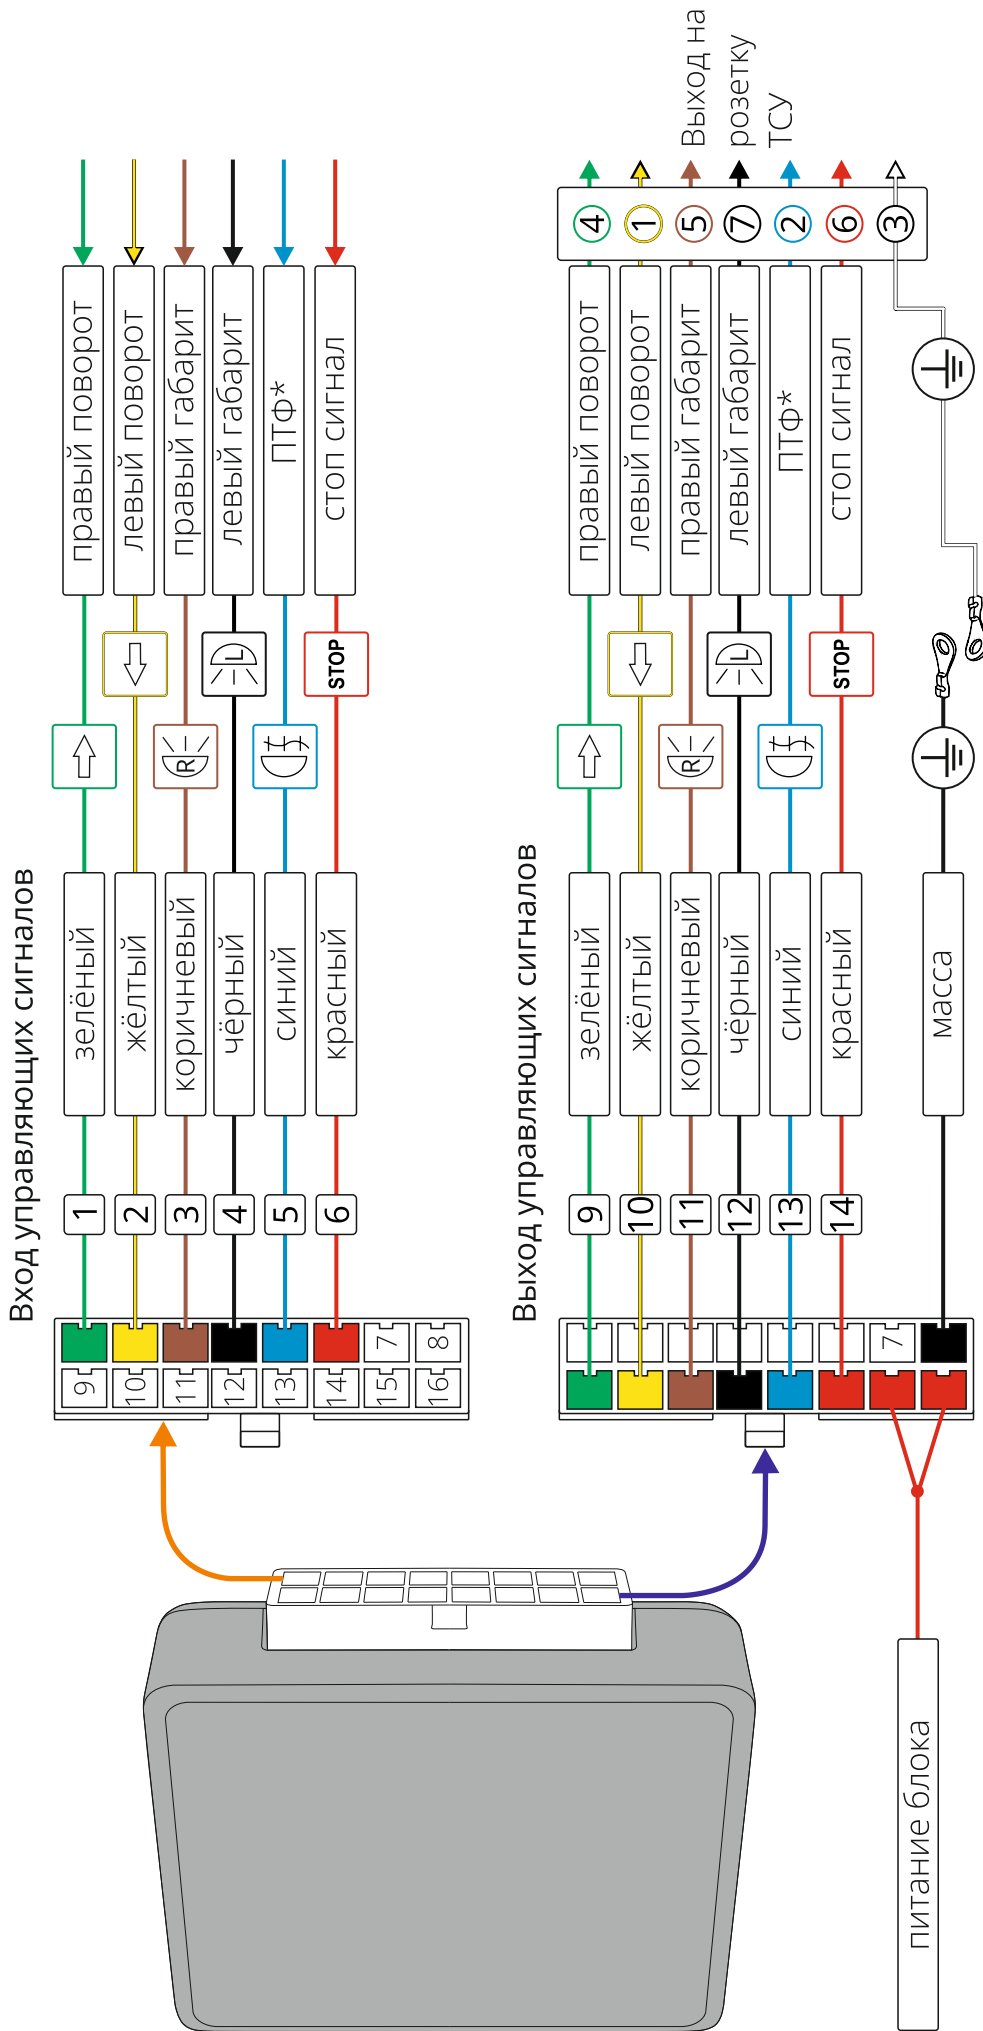 Вход управляющих сигналов
1 зелёный правый поворот
2 жёлтый левый поворот
3 коричневый R правый габарит
4 чёрный L левый габарит
5 синий ПТФ*
6 красный STOP стоп сигнал
7
8
9
10
11
12
13
14
15
16
Выход управляющих сигналов
9 зелёный правый поворот 4
10 жёлтый левый поворот 1
11 коричневый R правый габарит 5
12 чёрный L левый габарит 7
13 синий ПТФ* 2
14 красный STOP стоп сигнал 6
3
Выход на
розетку
ТСУ
7
масса
питание блока